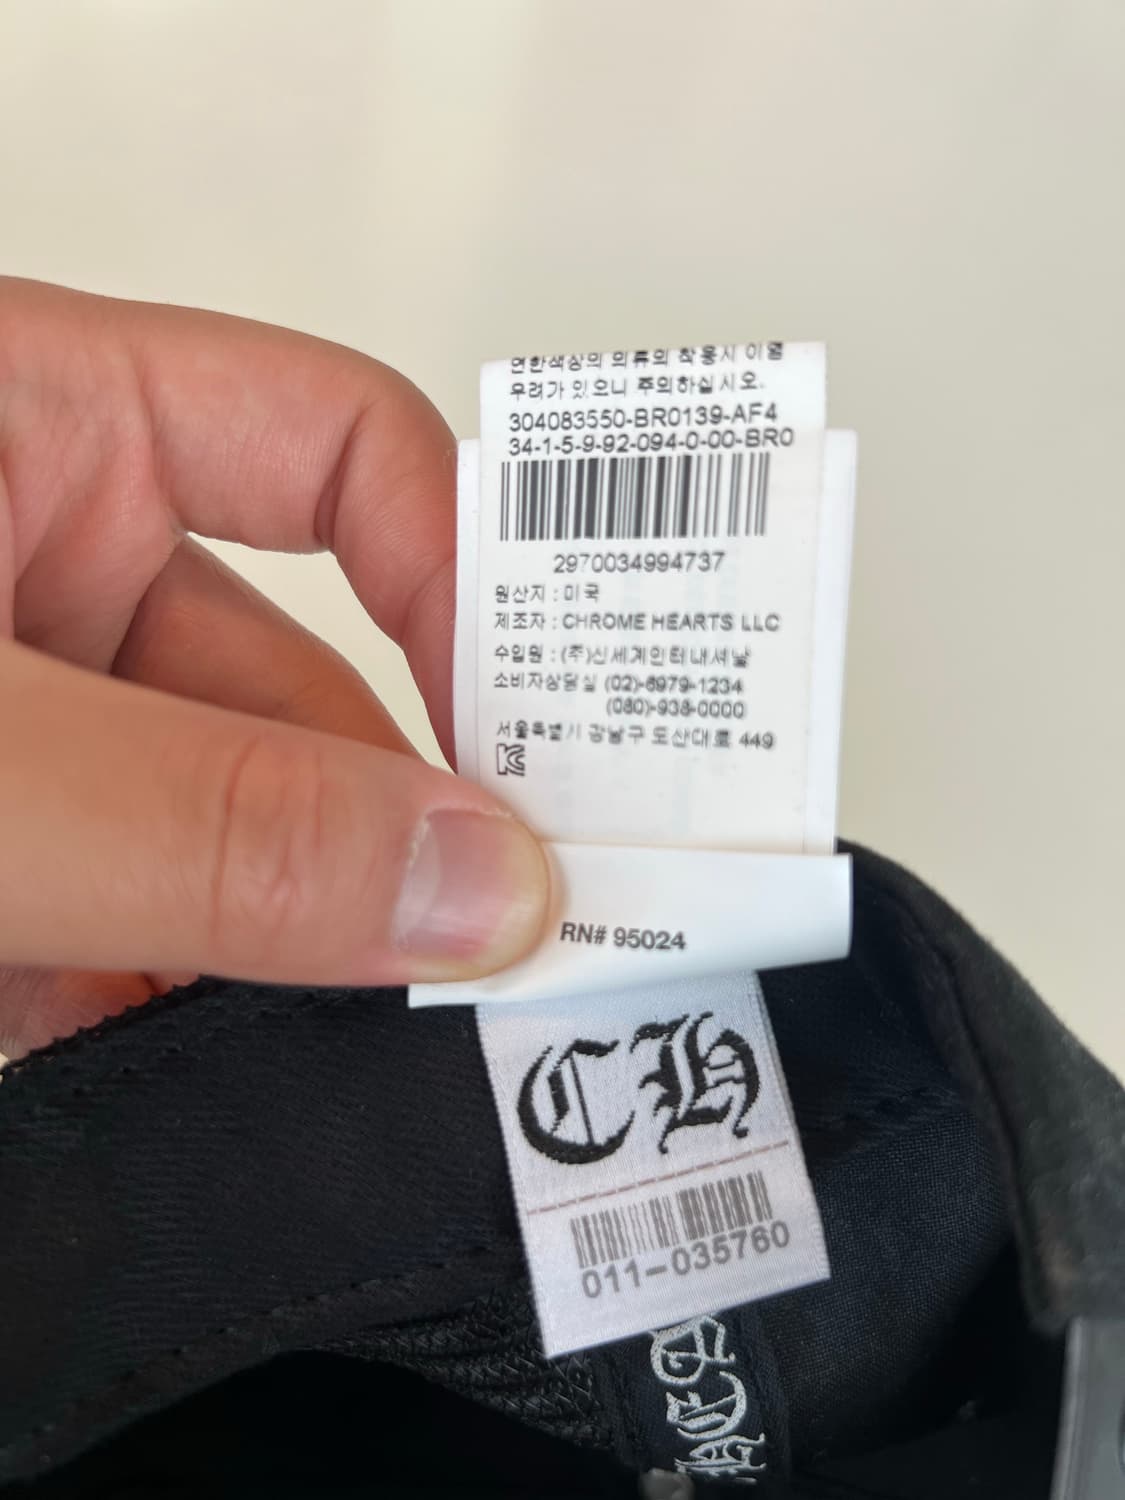 연한색상의 의류의 착용시 이염
우려가 있으니 주의하십시오.
304083550-BR0139-AF4
34-1-5-9-92-094-0-00-BR0
2970034994737
원산지 : 미국
제조자 : CHROME HEARTS LLC
수입원 : (주)신세계인터내셔날
소비자상담실 (02)-6979-1234
(080)-938-0000
서울특별시 강남구 도산대로 449
RN# 95024
CH
011-035760